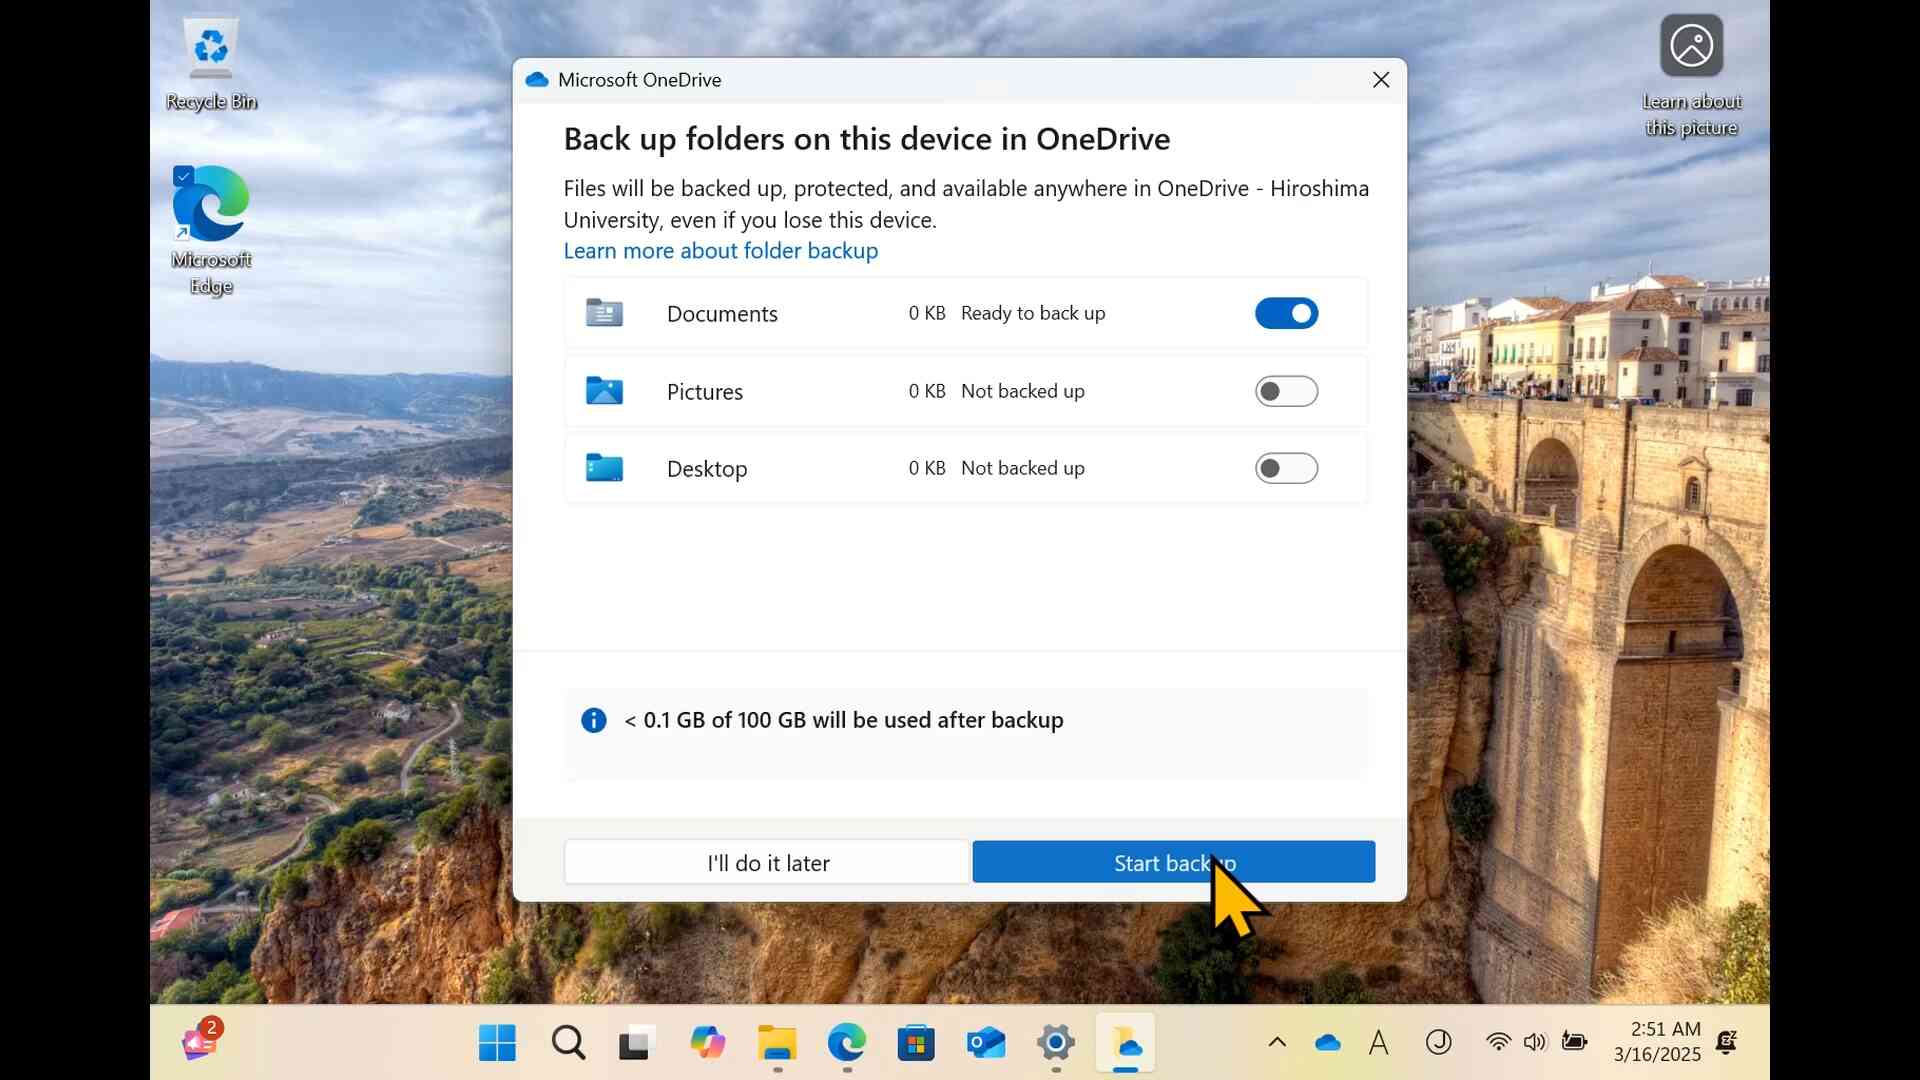 Recycle Bin
Microsoft
Edge
Learn about
this picture
Microsoft OneDrive
Back up folders on this device in OneDrive
Files will be backed up, protected, and available anywhere in OneDrive - Hiroshima
University, even if you lose this device.
Learn more about folder backup
Documents 0 KB Ready to back up
Pictures 0 KB Not backed up
Desktop 0 KB Not backed up
< 0.1 GB of 100 GB will be used after backup
I'll do it later
Start backup
2
A
J
2:51 AM
3/16/2025